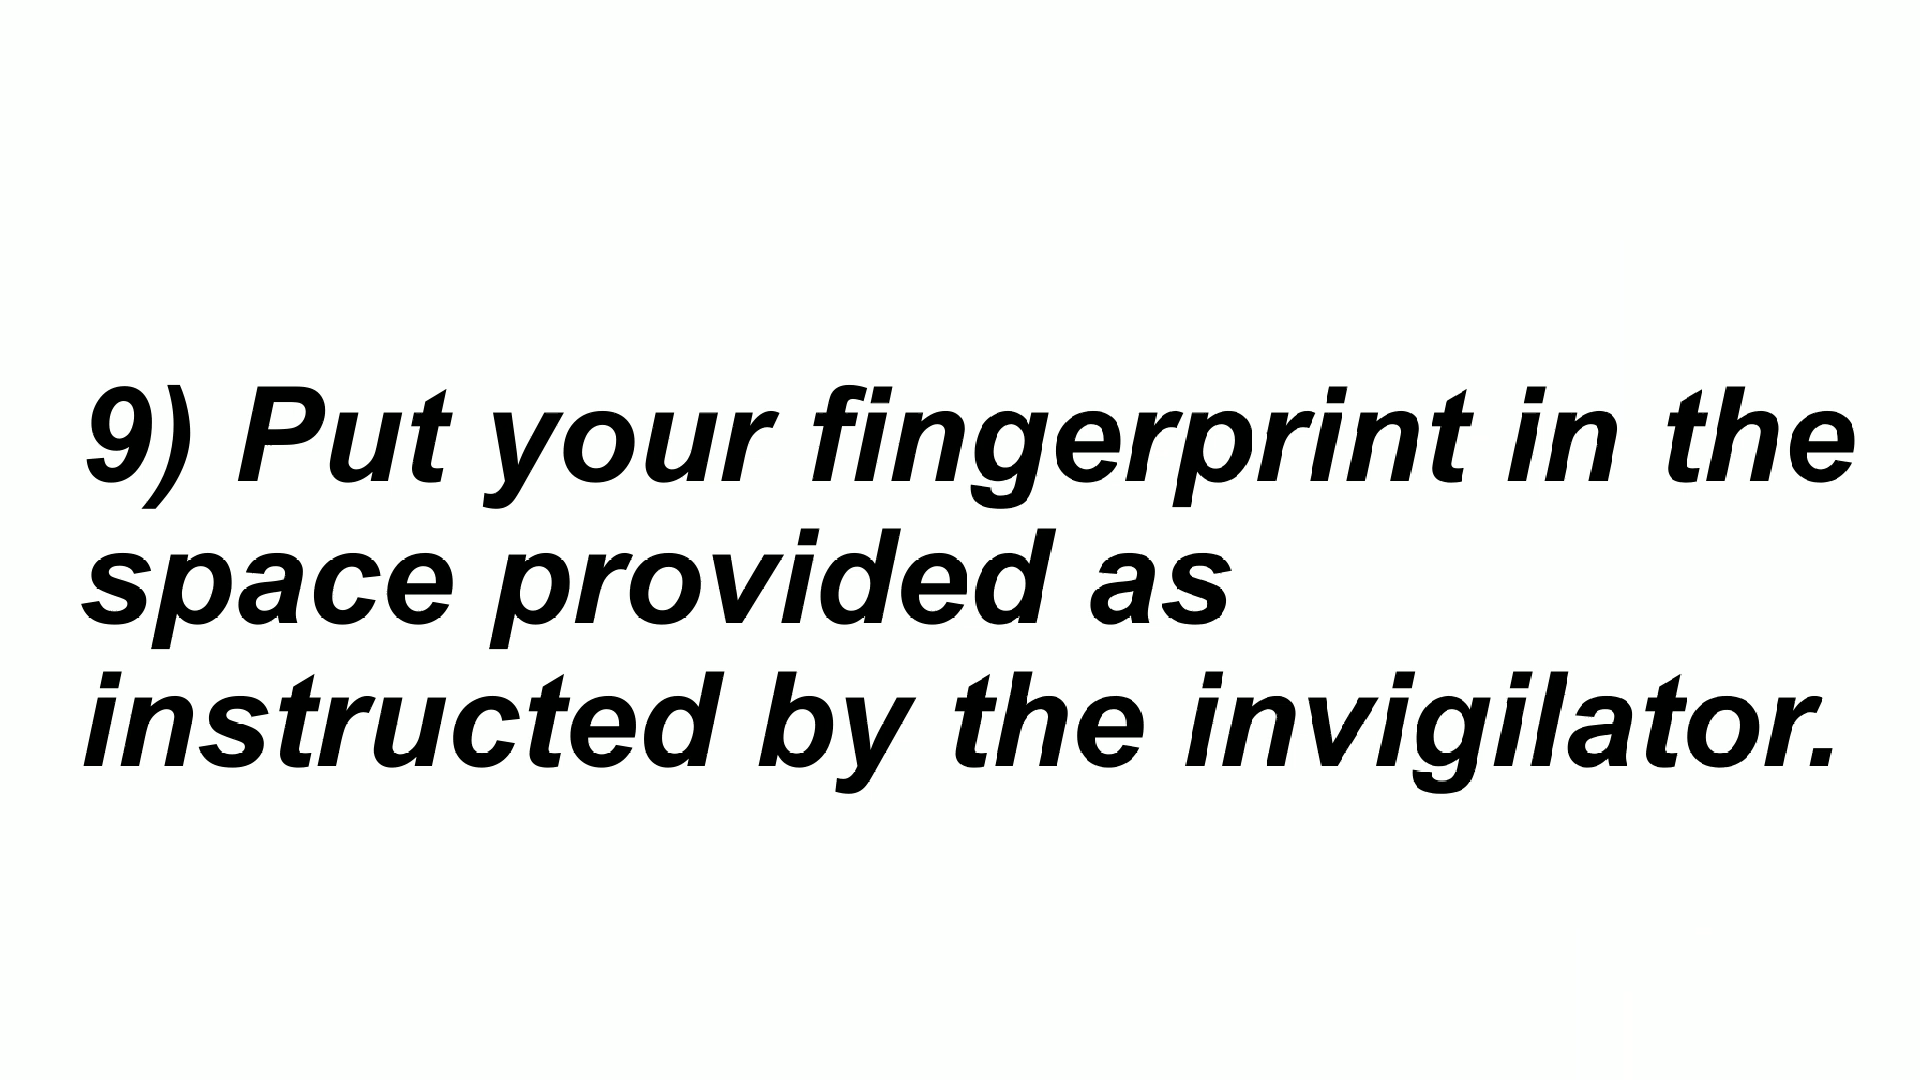 9) Put your fingerprint in the
space provided as
instructed by the invigilator.